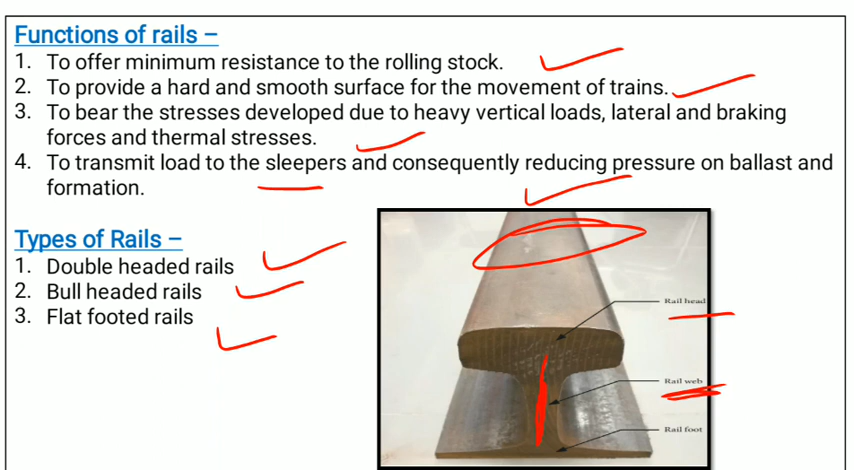 Functions of rails –
1. To offer minimum resistance to the rolling stock.
2. To provide a hard and smooth surface for the movement of trains.
3. To bear the stresses developed due to heavy vertical loads, lateral and braking
forces and thermal stresses.
4. To transmit load to the sleepers and consequently reducing pressure on ballast and
formation.
Types of Rails –
1. Double headed rails
2. Bull headed rails
3. Flat footed rails
Rail head
Rail web
Rail foot